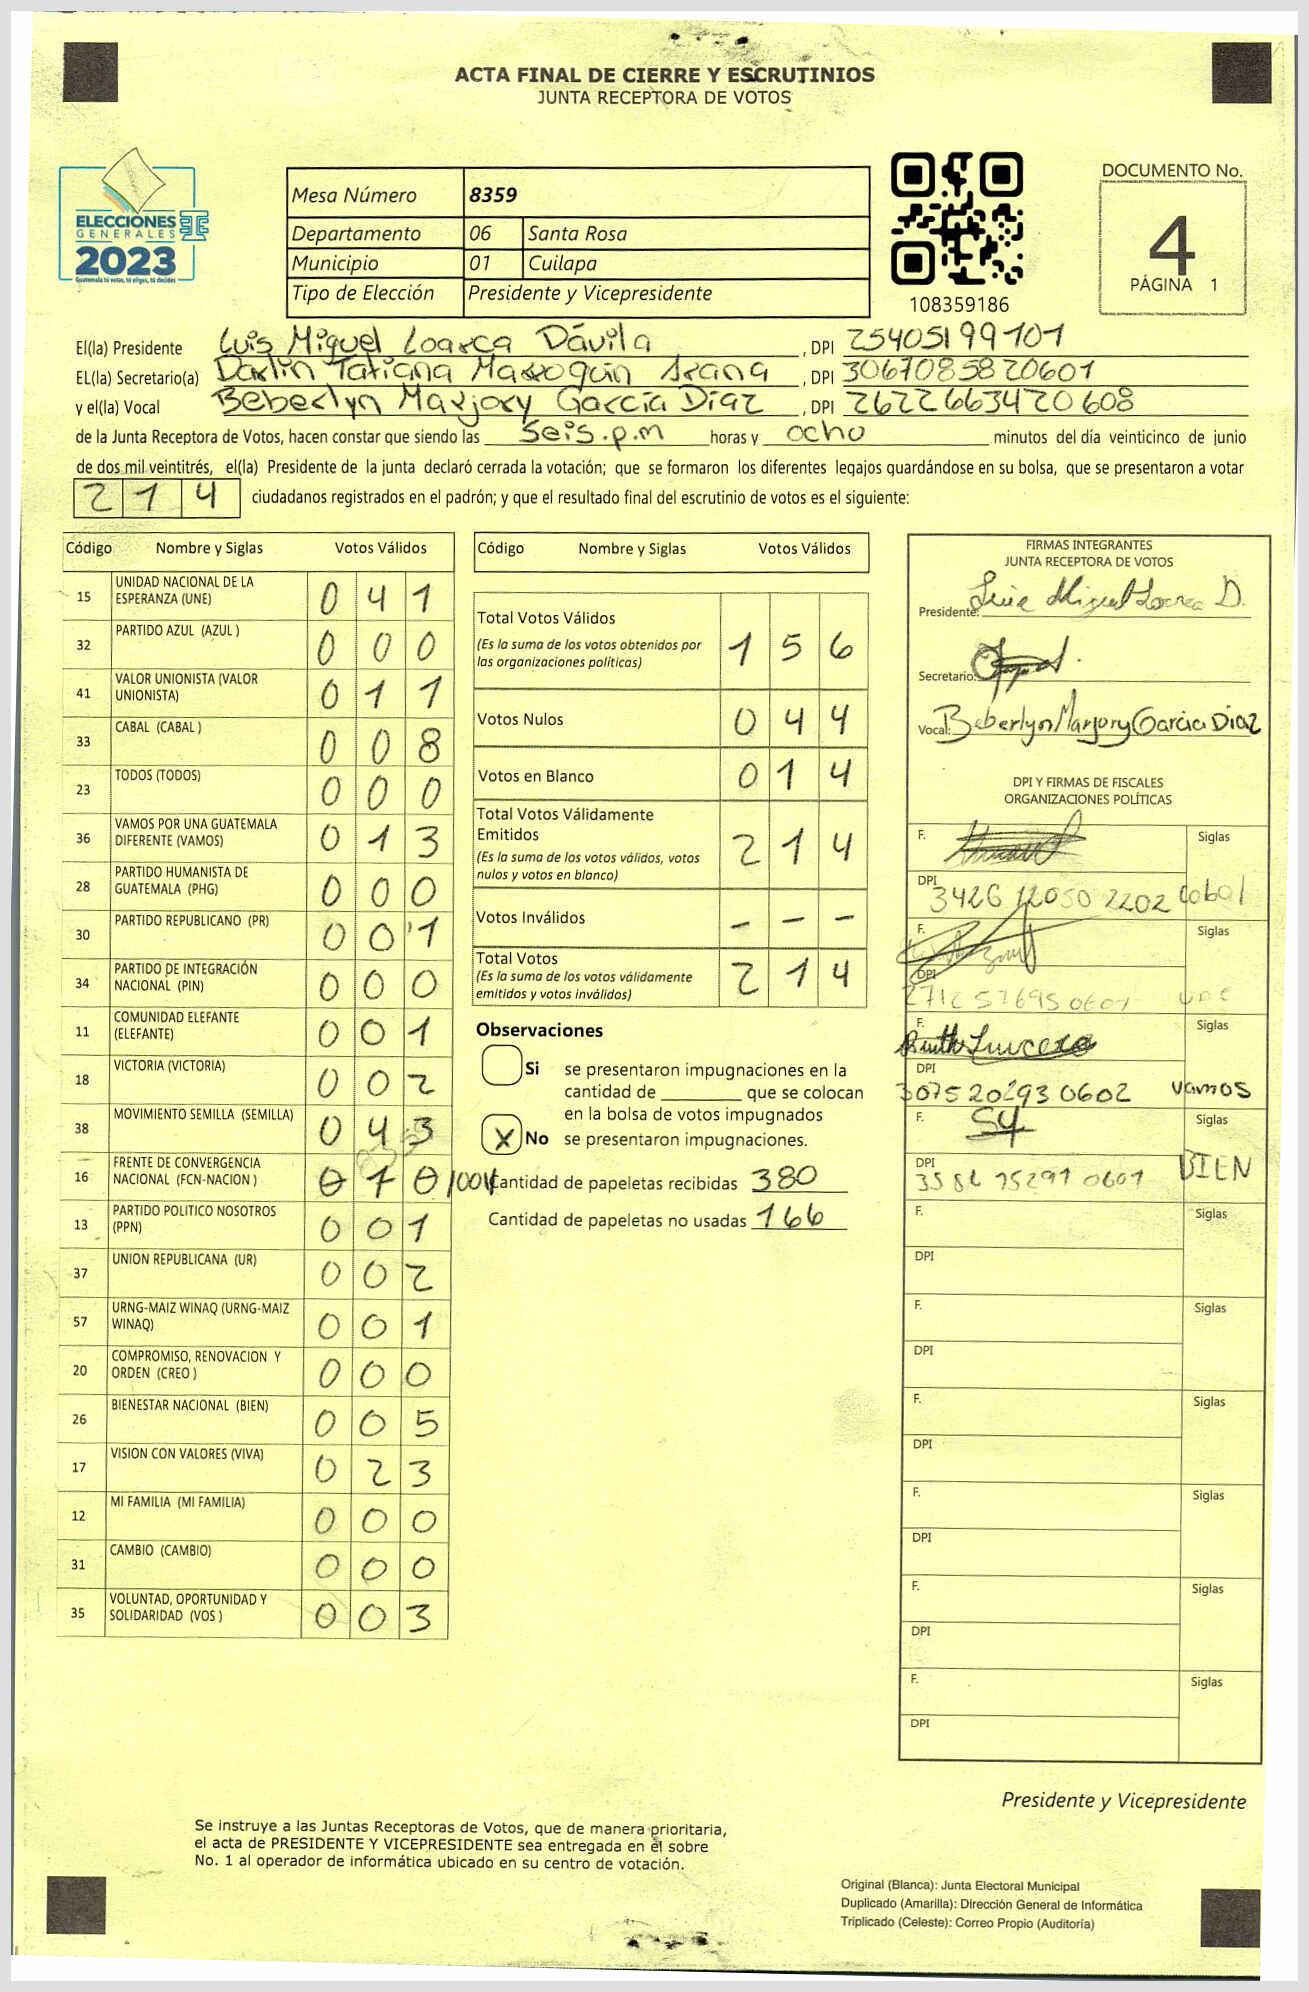 ACTA FINAL DE CIERRE Y ESCRUTINIOS
JUNTA RECEPTORA DE VOTOS
ELECCIONES
GENERALES
2023
Guatemala tú votas, tú eliges, tú decides
Mesa Número 8359
Departamento 06 Santa Rosa
Municipio 01 Cuilapa
Tipo de Elección Presidente y Vicepresidente
108359186
DOCUMENTO No.
4
PÁGINA 1
El(la) Presidente Luis Miguel Loarca Dávila , DPI 25405199101
EL(la) Secretario(a) Darlin Tatiana Marroquin Arana , DPI 3067085820601
y el(la) Vocal Beberlyn Marjory García Díaz , DPI 2622663420608
de la Junta Receptora de Votos, hacen constar que siendo las seis.p.m horas y ocho minutos del día veinticinco de junio
de dos mil veintitrés, el(la) Presidente de la junta declaró cerrada la votación; que se formaron los diferentes legajos guardándose en su bolsa, que se presentaron a votar
214 ciudadanos registrados en el padrón; y que el resultado final del escrutinio de votos es el siguiente:
Código Nombre y Siglas Votos Válidos
15 UNIDAD NACIONAL DE LA ESPERANZA (UNE) 0 4 1
32 PARTIDO AZUL (AZUL ) 0 0 0
41 VALOR UNIONISTA (VALOR UNIONISTA) 0 1 1
33 CABAL (CABAL ) 0 0 8
23 TODOS (TODOS) 0 0 0
36 VAMOS POR UNA GUATEMALA DIFERENTE (VAMOS) 0 1 3
28 PARTIDO HUMANISTA DE GUATEMALA (PHG) 0 0 0
30 PARTIDO REPUBLICANO (PR) 0 0 1
34 PARTIDO DE INTEGRACIÓN NACIONAL (PIN) 0 0 0
11 COMUNIDAD ELEFANTE (ELEFANTE) 0 0 1
18 VICTORIA (VICTORIA) 0 0 2
38 MOVIMIENTO SEMILLA (SEMILLA) 0 4 3
16 FRENTE DE CONVERGENCIA NACIONAL (FCN-NACION ) 0 1 0 /001
13 PARTIDO POLITICO NOSOTROS (PPN) 0 0 1
37 UNION REPUBLICANA (UR) 0 0 2
57 URNG-MAIZ WINAQ (URNG-MAIZ WINAQ) 0 0 1
20 COMPROMISO, RENOVACION Y ORDEN (CREO ) 0 0 0
26 BIENESTAR NACIONAL (BIEN) 0 0 5
17 VISION CON VALORES (VIVA) 0 2 3
12 MI FAMILIA (MI FAMILIA) 0 0 0
31 CAMBIO (CAMBIO) 0 0 0
35 VOLUNTAD, OPORTUNIDAD Y SOLIDARIDAD (VOS ) 0 0 3
Código Nombre y Siglas Votos Válidos
Total Votos Válidos 1 5 6
(Es la suma de los votos obtenidos por
las organizaciones políticas)
Votos Nulos 0 4 4
Votos en Blanco 0 1 4
Total Votos Válidamente
Emitidos 2 1 4
(Es la suma de los votos válidos, votos
nulos y votos en blanco)
Votos Inválidos - - -
Total Votos 2 1 4
(Es la suma de los votos válidamente
emitidos y votos inválidos)
Observaciones
Si se presentaron impugnaciones en la
cantidad de ________ que se colocan
en la bolsa de votos impugnados
X No se presentaron impugnaciones.
Cantidad de papeletas recibidas 380
Cantidad de papeletas no usadas 166
FIRMAS INTEGRANTES
JUNTA RECEPTORA DE VOTOS
Presidente: Luis Miguel Loarca D.
Secretario:
Vocal: Beberlyn Marjory Garcia Diaz
DPI Y FIRMAS DE FISCALES
ORGANIZACIONES POLÍTICAS
F. Siglas
DPI 3426 12050 2202 cabal
F. Siglas
DPI 2712 57695 0601 une
F. Ruth Lucero Siglas
DPI 3075 20293 0602 vamos
F. Siglas
DPI 15291 0601 BIEN
F. Siglas
DPI
F. Siglas
DPI
F. Siglas
DPI
F. Siglas
DPI
F. Siglas
DPI
F. Siglas
DPI
Presidente y Vicepresidente
Se instruye a las Juntas Receptoras de Votos, que de manera prioritaria,
el acta de PRESIDENTE Y VICEPRESIDENTE sea entregada en el sobre
No. 1 al operador de informática ubicado en su centro de votación.
Original (Blanca): Junta Electoral Municipal
Duplicado (Amarilla): Dirección General de Informática
Triplicado (Celeste): Correo Propio (Auditoría)